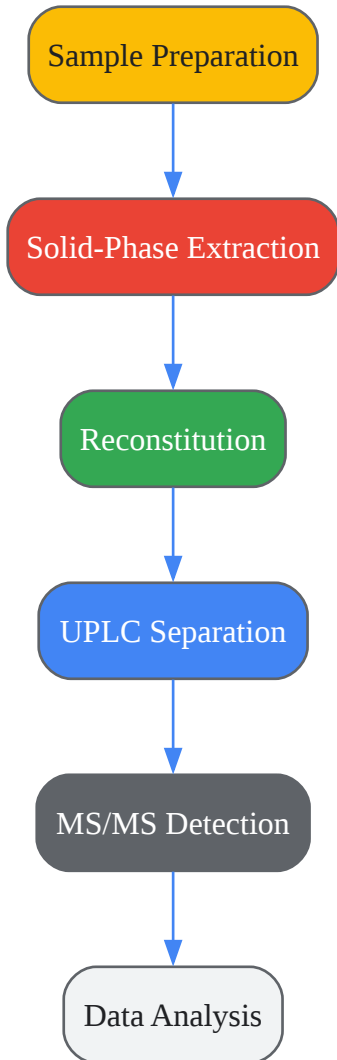 Sample Preparation
Solid-Phase Extraction
Reconstitution
UPLC Separation
MS/MS Detection
Data Analysis